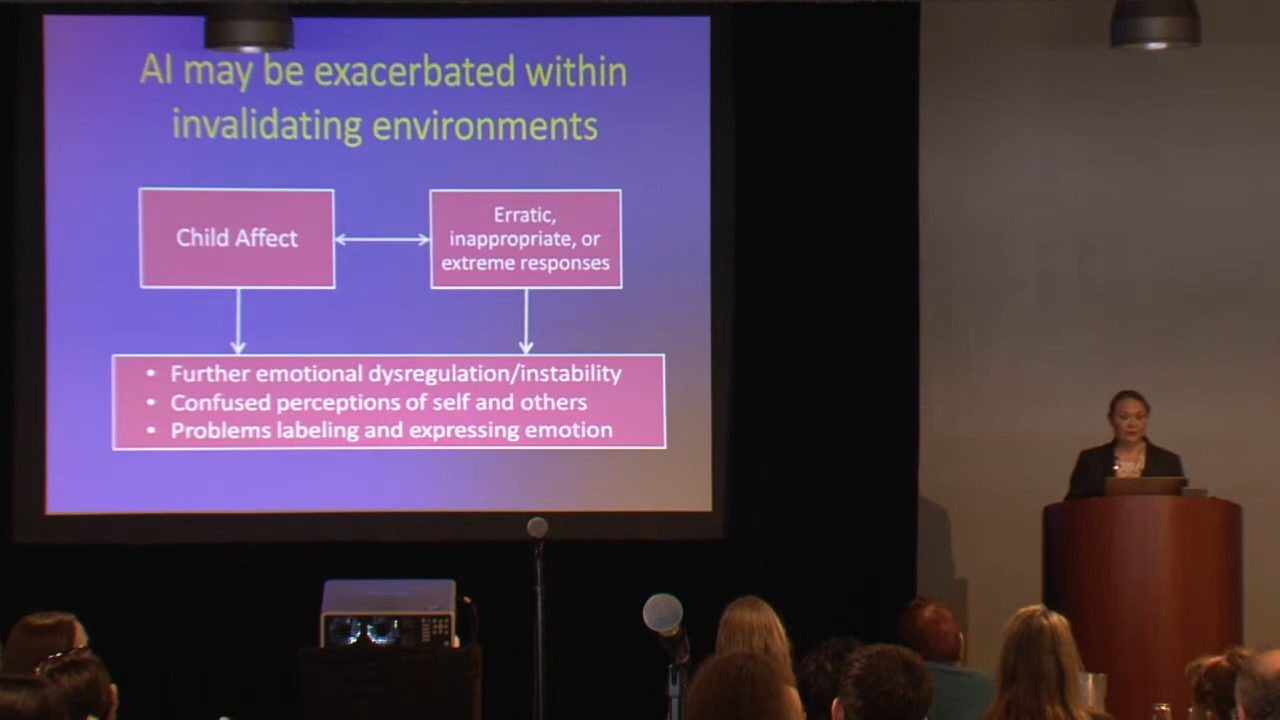 AI may be exacerbated within
invalidating environments
Child Affect
Erratic,
inappropriate, or
extreme responses
• Further emotional dysregulation/instability
• Confused perceptions of self and others
• Problems labeling and expressing emotion